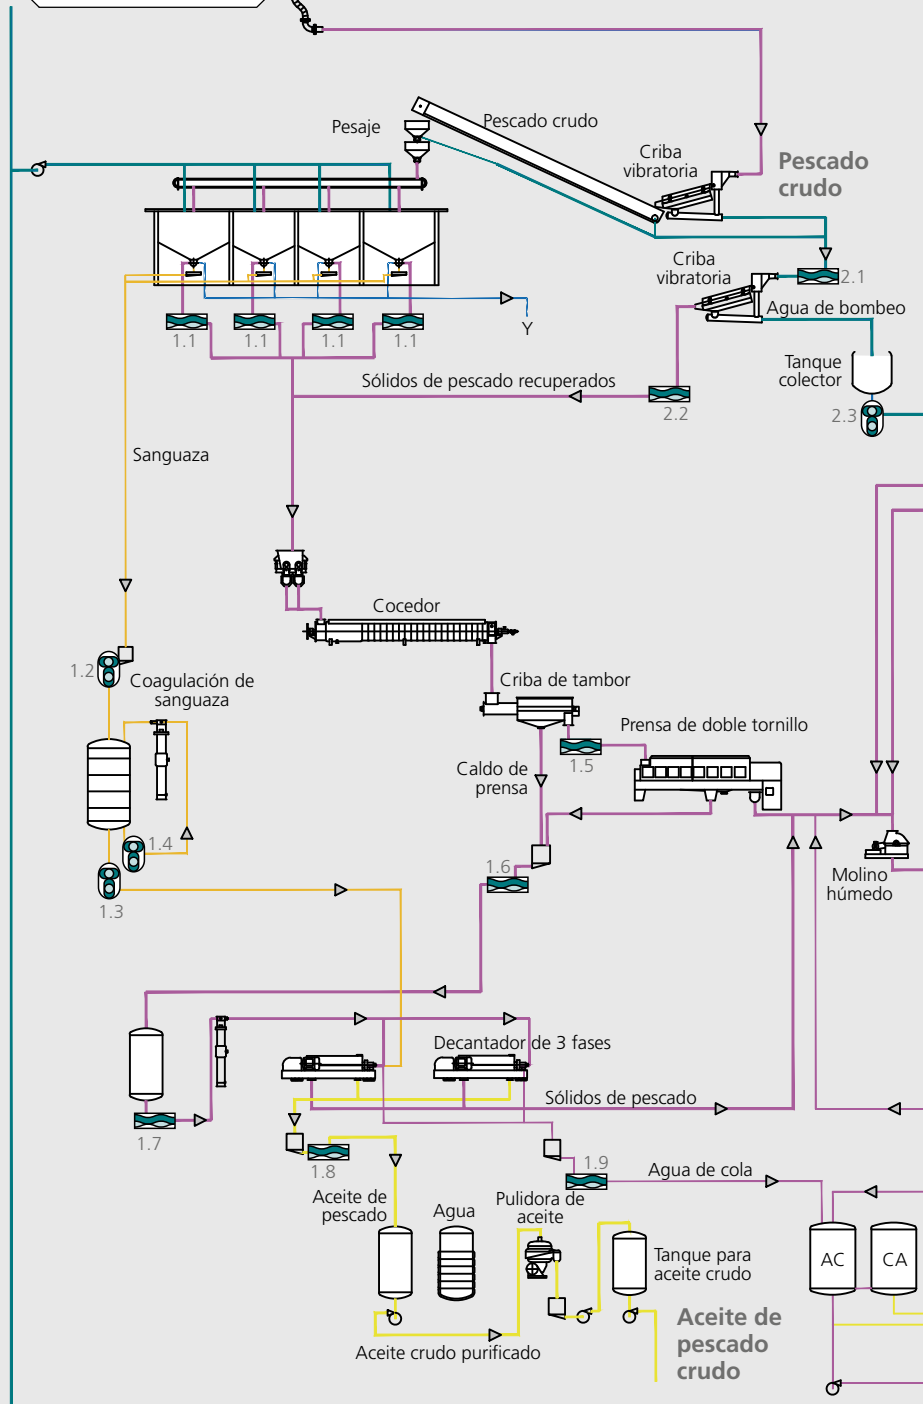 Pesaje
Pescado crudo
Criba
vibratoria
Pescado
crudo
Criba
vibratoria
2.1
Agua de bombeo
Y
1.1
1.1
1.1
1.1
Tanque
colector
Sólidos de pescado recuperados
2.2
2.3
Sanguaza
Cocedor
1.2
Coagulación de
sanguaza
Criba de tambor
Prensa de doble tornillo
1.5
Caldo de
prensa
1.4
1.6
Molino
húmedo
1.3
Decantador de 3 fases
Sólidos de pescado
1.7
1.8
1.9
Agua de cola
Aceite de
pescado
Agua
Pulidora de
aceite
Tanque para
aceite crudo
AC
CA
Aceite crudo purificado
Aceite de
pescado
crudo